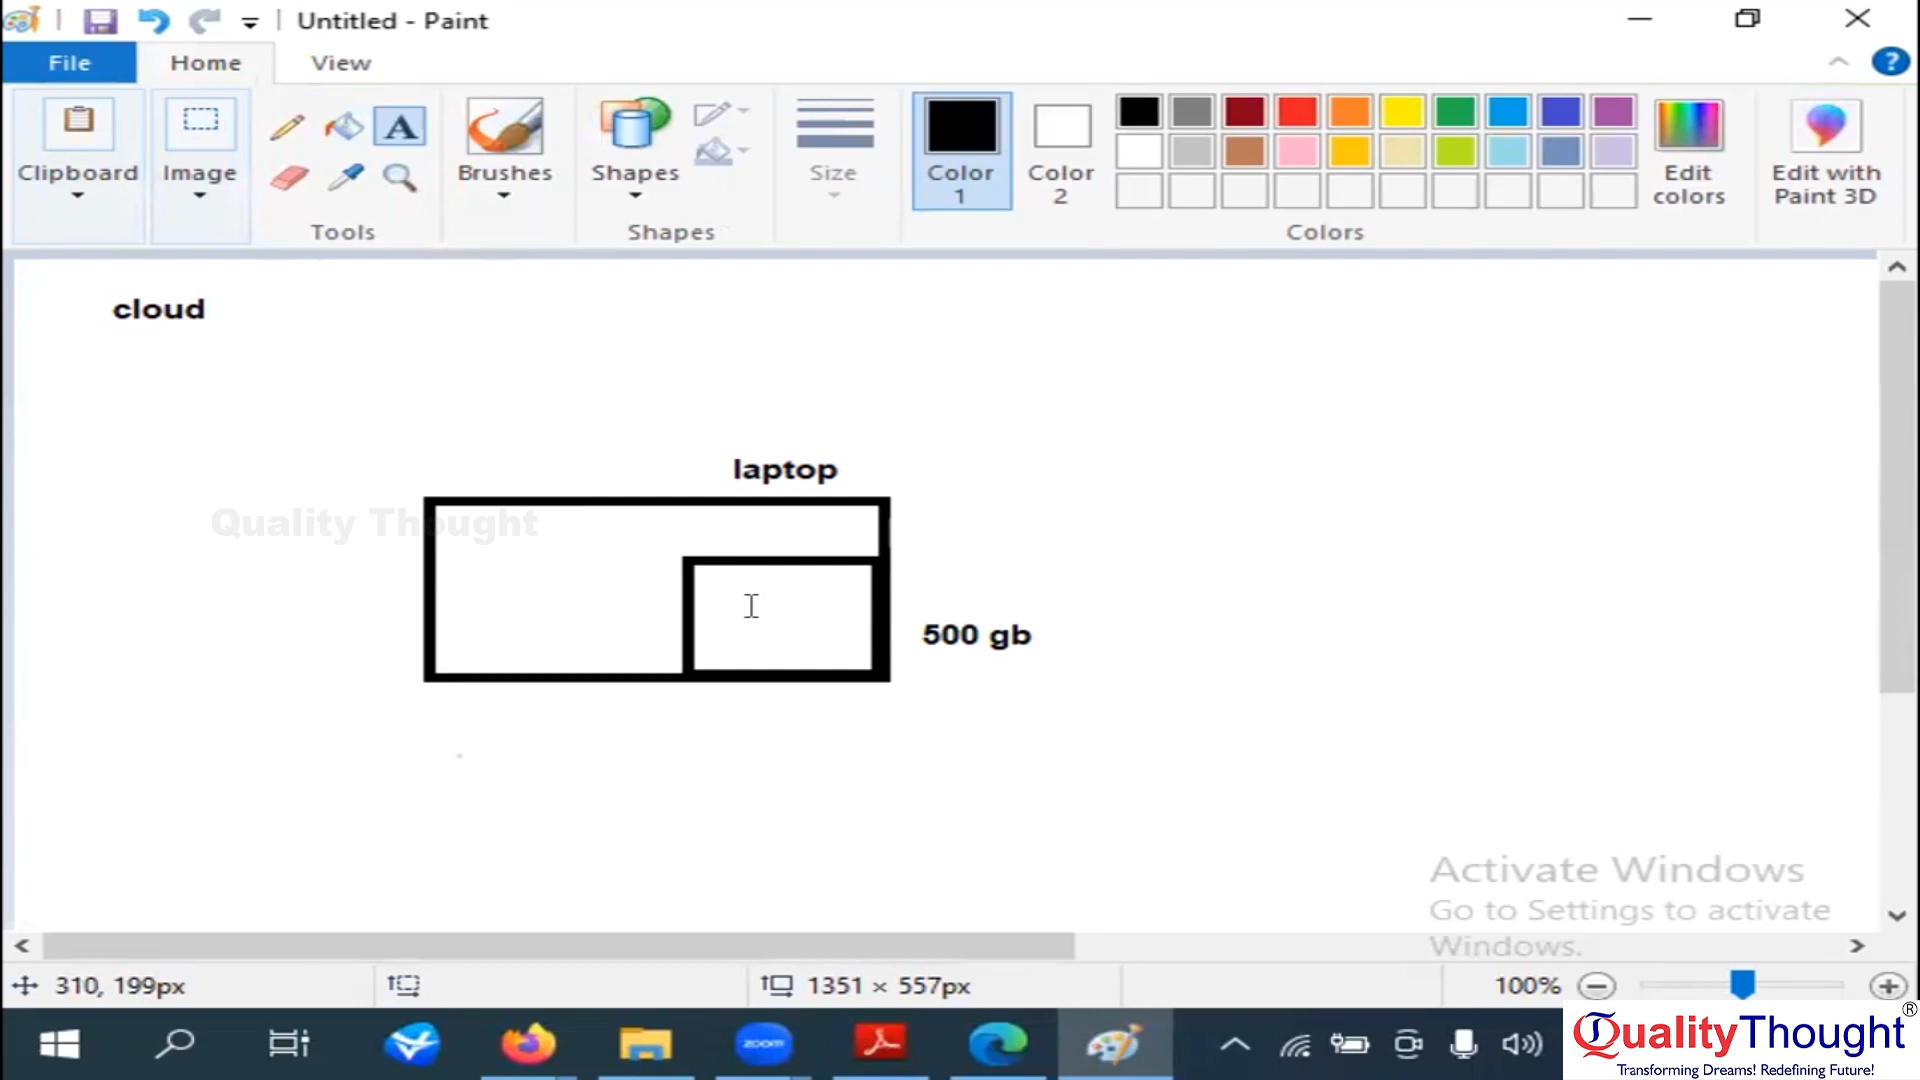 Untitled - Paint
File Home View
Clipboard
Image
Tools
Brushes
Shapes
Shapes
Size
Color 1
Color 2
Colors
Edit colors
Edit with Paint 3D
cloud
laptop
Quality Thought
500 gb
Activate Windows
Go to Settings to activate
Windows.
310, 199px
1351 × 557px
100%
zoom
QualityThought®
Transforming Dreams! Redefining Future!